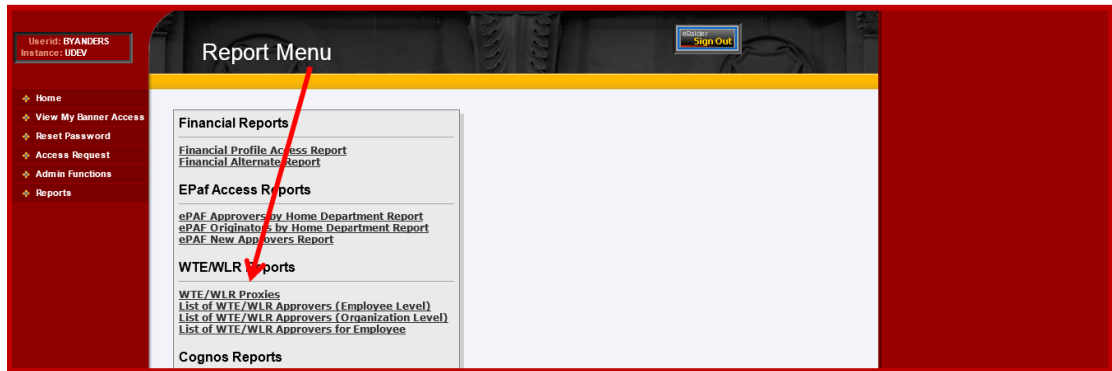 Userid: BYANDERS
Instance: UDEV
Report Menu
eRaider
Sign Out
Home
View My Banner Access
Reset Password
Access Request
Admin Functions
Reports
Financial Reports
Financial Profile Access Report
Financial Alternate Report
EPaf Access Reports
ePAF Approvers by Home Department Report
ePAF Originators by Home Department Report
ePAF New Approvers Report
WTE/WLR Reports
WTE/WLR Proxies
List of WTE/WLR Approvers (Employee Level)
List of WTE/WLR Approvers (Organization Level)
List of WTE/WLR Approvers for Employee
Cognos Reports